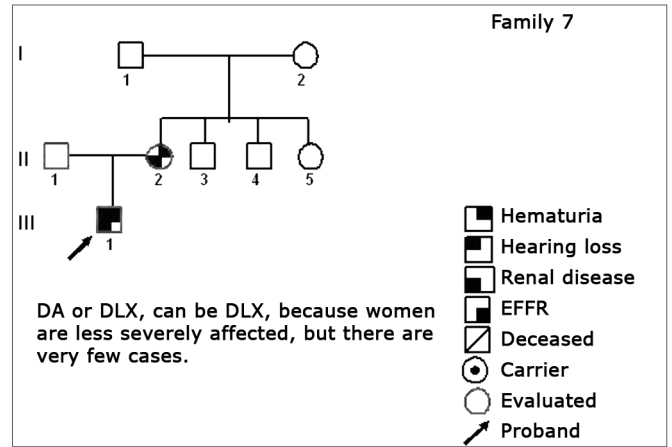 Family 7
I
1
2
II
1
2
3
4
5
III
1
Hematuria
Hearing loss
Renal disease
EFFR
Deceased
Carrier
Evaluated
Proband
DA or DLX, can be DLX, because women
are less severely affected, but there are
very few cases.